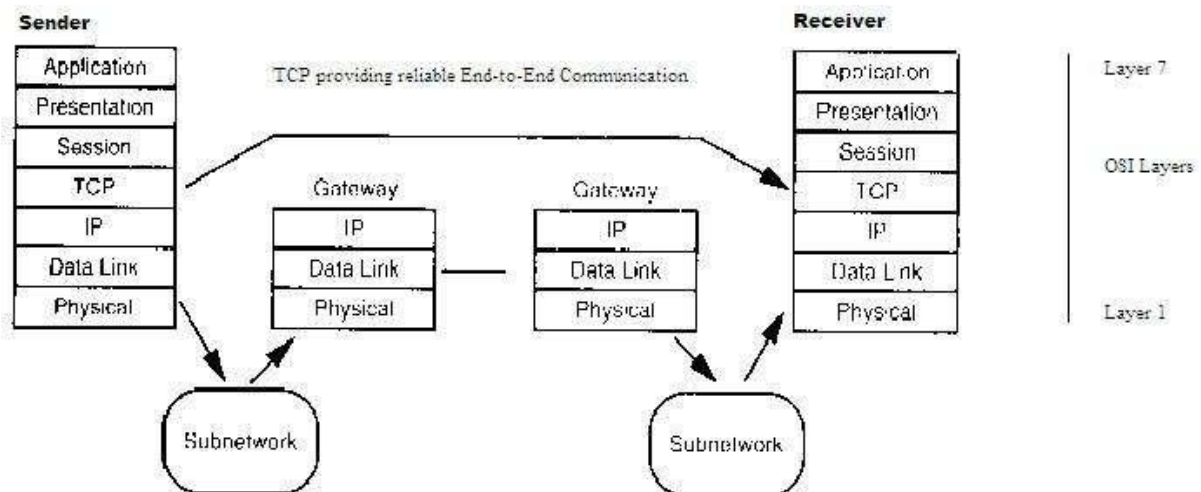 Sender
Application
Presentation
Session
TCP
IP
Data Link
Physical
TCP providing reliable End-to-End Communication
Gateway
IP
Data Link
Physical
Gateway
IP
Data Link
Physical
Subnetwork
Subnetwork
Receiver
Application
Presentation
Session
TCP
IP
Data Link
Physical
Layer 7
OSI Layers
Layer 1